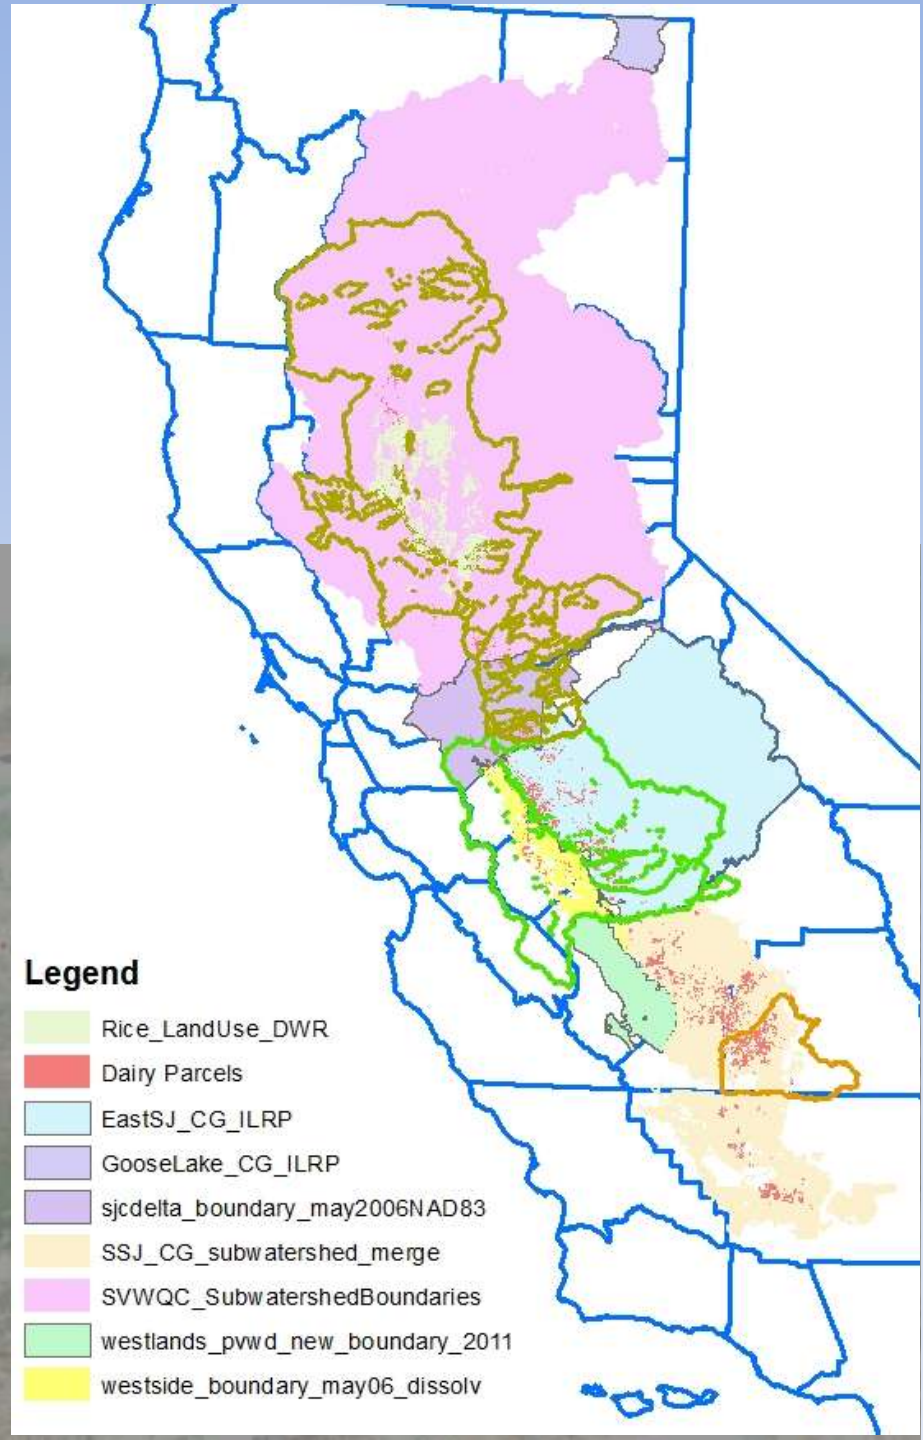 Legend
Rice_LandUse_DWR
Dairy Parcels
EastSJ_CG_ILRP
GooseLake_CG_ILRP
sjcdelta_boundary_may2006NAD83
SSJ_CG_subwatershed_merge
SVWQC_SubwatershedBoundaries
westlands_pvwd_new_boundary_2011
westside_boundary_may06_dissolv